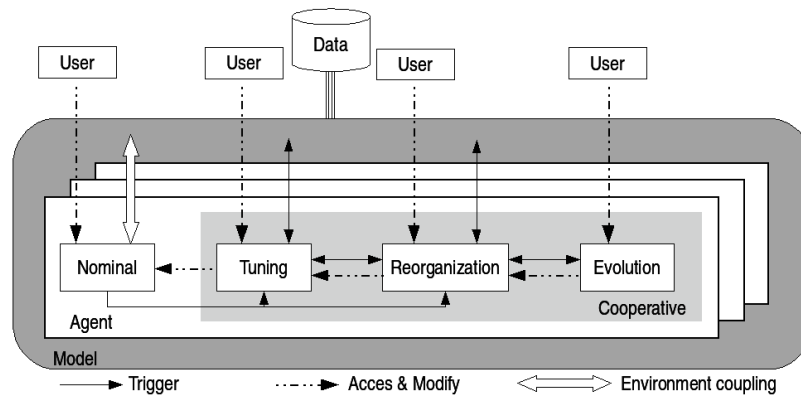 Data
User User User User
Nominal Tuning Reorganization Evolution
Cooperative
Agent
Model
Trigger Acces & Modify Environment coupling